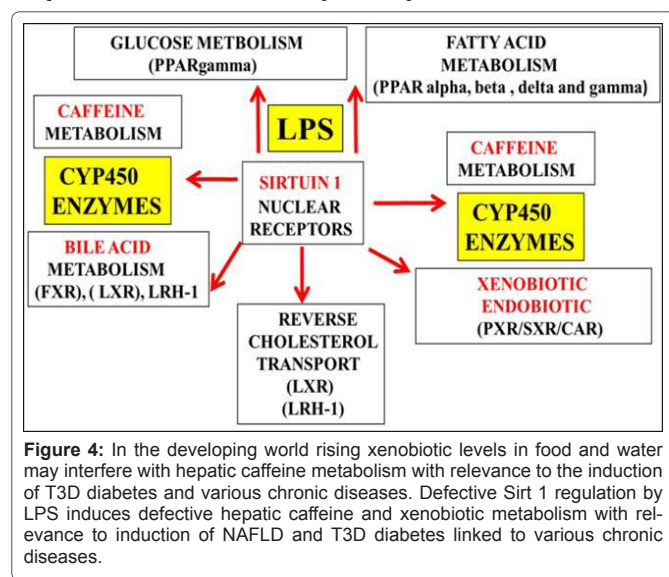 GLUCOSE METBOLISM
(PPARgamma)
FATTY ACID
METABOLISM
(PPAR alpha, beta , delta and gamma)
CAFFEINE
METABOLISM
LPS
CAFFEINE
METABOLISM
CYP450
ENZYMES
SIRTUIN 1
NUCLEAR
RECEPTORS
CYP450
ENZYMES
BILE ACID
METABOLISM
(FXR), ( LXR), LRH-1
XENOBIOTIC
ENDOBIOTIC
(PXR/SXR/CAR)
REVERSE
CHOLESTEROL
TRANSPORT
(LXR)
(LRH-1)
Figure 4: In the developing world rising xenobiotic levels in food and water
may interfere with hepatic caffeine metabolism with relevance to the induction
of T3D diabetes and various chronic diseases. Defective Sirt 1 regulation by
LPS induces defective hepatic caffeine and xenobiotic metabolism with rel-
evance to induction of NAFLD and T3D diabetes linked to various chronic
diseases.